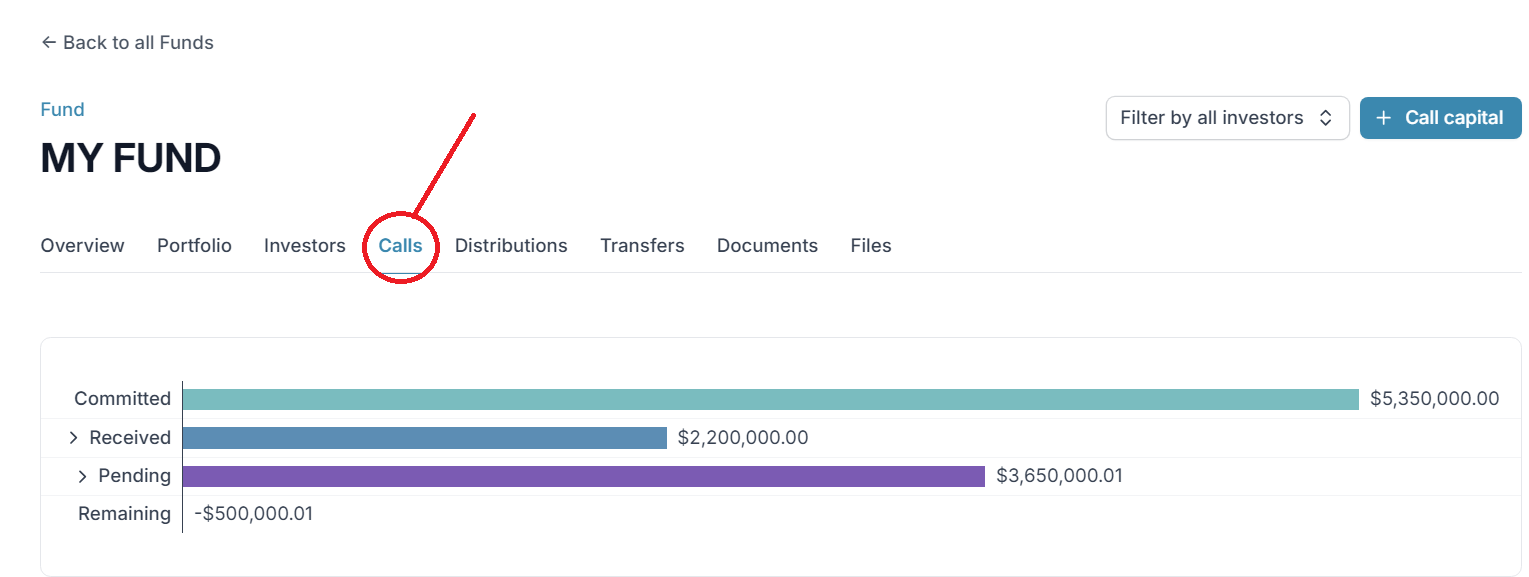 ← Back to all Funds
Fund
MY FUND
Filter by all investors
+ Call capital
Overview Portfolio Investors Calls Distributions Transfers Documents Files
Committed $5,350,000.00
Received $2,200,000.00
Pending $3,650,000.01
Remaining -$500,000.01